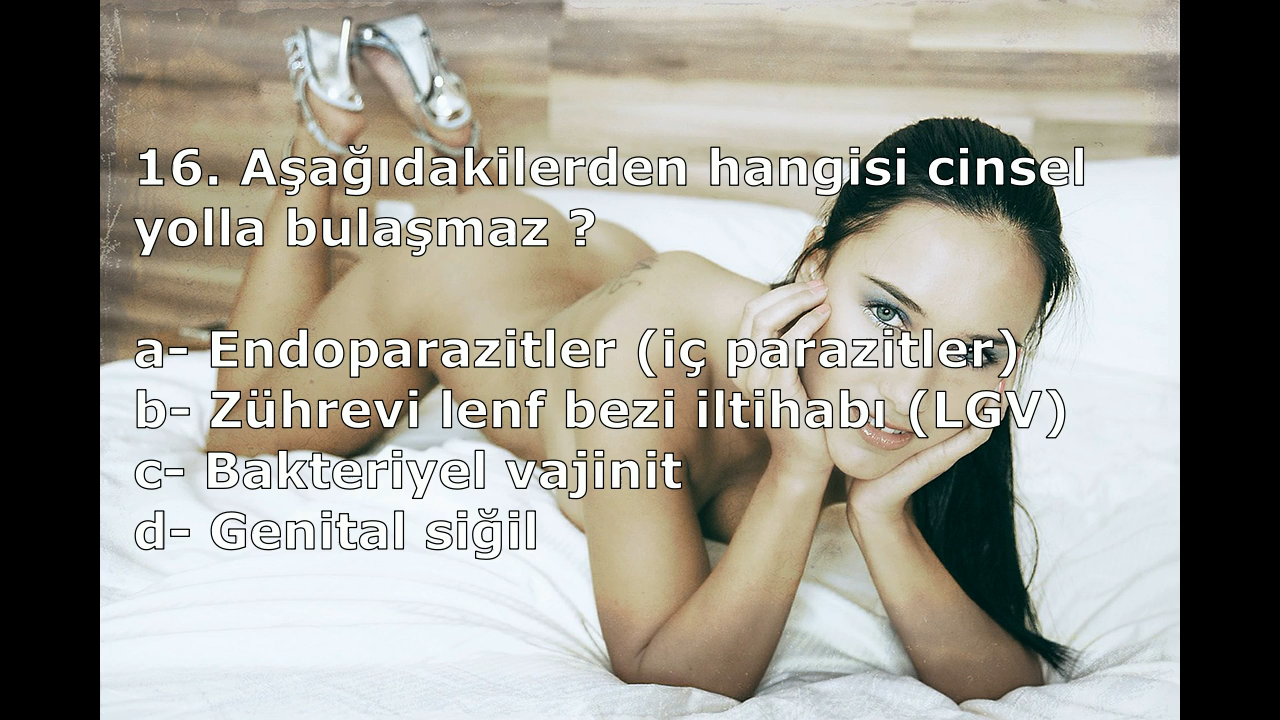 16. Aşağıdakilerden hangisi cinsel
yolla bulaşmaz ?
a- Endoparazitler (iç parazitler)
b- Zührevi lenf bezi iltihabı (LGV)
c- Bakteriyel vajinit
d- Genital siğil